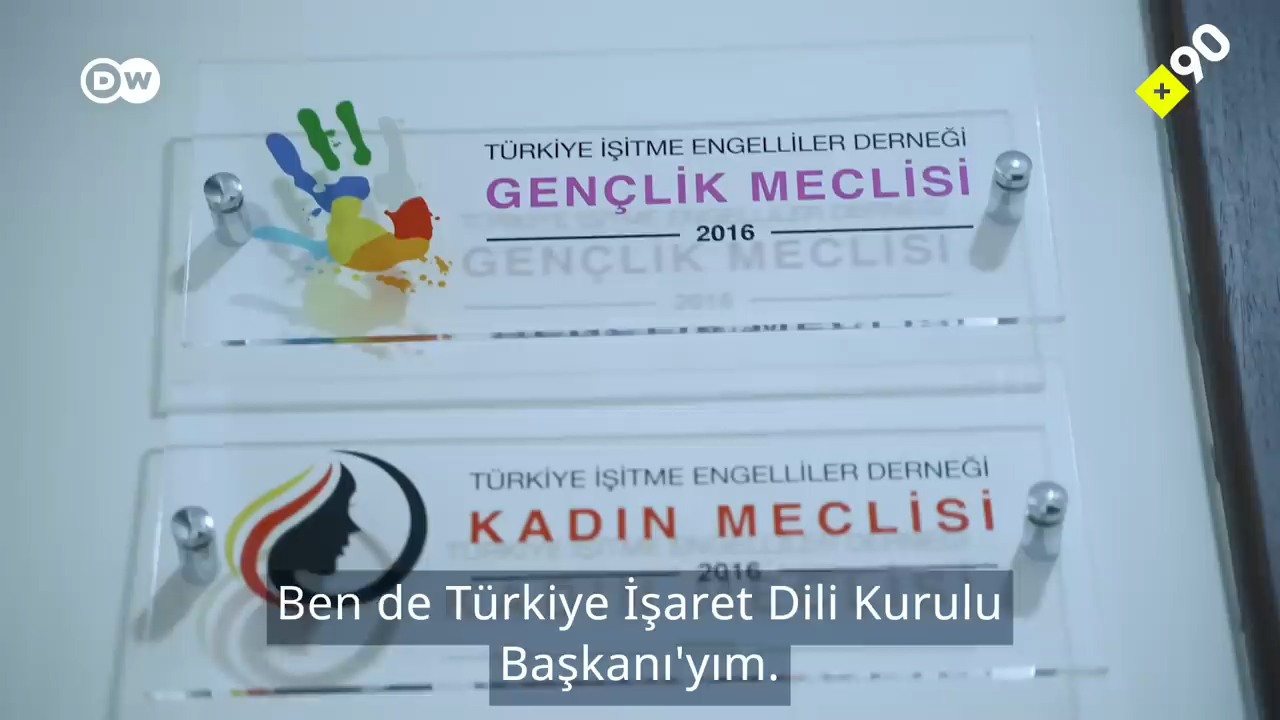 DW
+90
TÜRKİYE İŞİTME ENGELLİLER DERNEĞİ
GENÇLİK MECLİSİ
2016
TÜRKİYE İŞİTME ENGELLİLER DERNEĞİ
KADIN MECLİSİ
2016
Ben de Türkiye İşaret Dili Kurulu
Başkanı'yım.